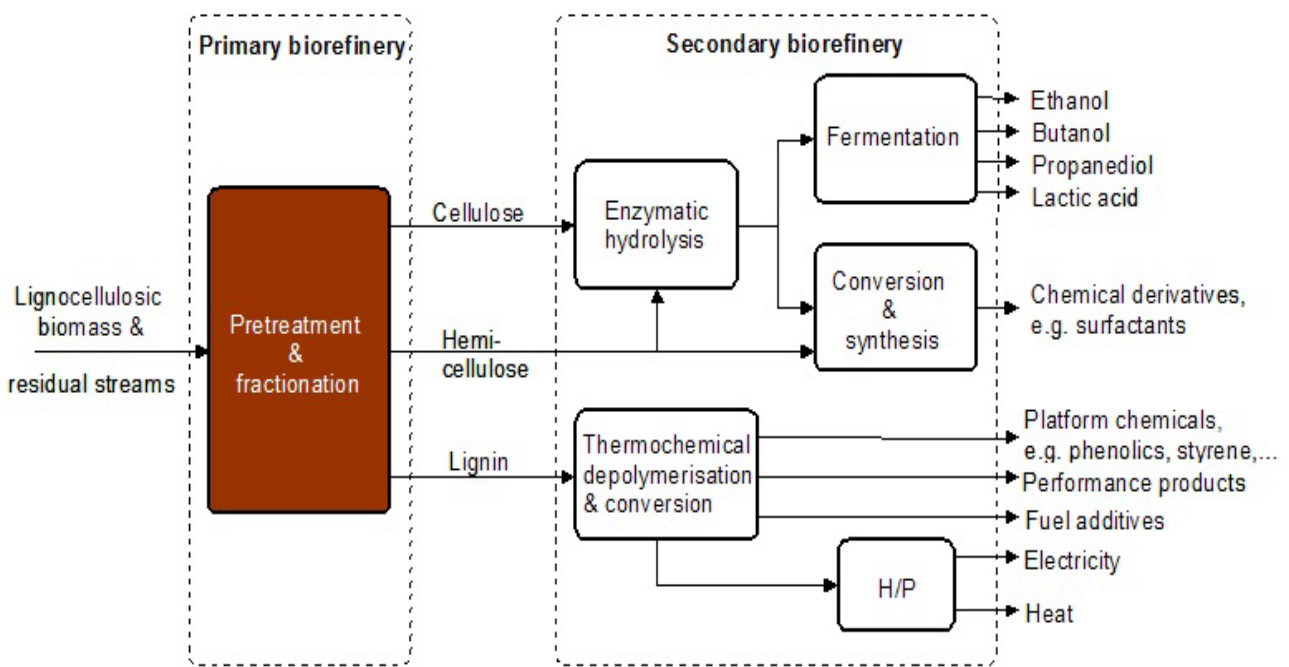 Primary biorefinery
Secondary biorefinery
Lignocellulosic
biomass &
residual streams
Pretreatment
&
fractionation
Cellulose
Hemi-
cellulose
Lignin
Enzymatic
hydrolysis
Fermentation
Conversion
&
synthesis
Thermochemical
depolymerisation
& conversion
H/P
Ethanol
Butanol
Propanediol
Lactic acid
Chemical derivatives,
e.g. surfactants
Platform chemicals,
e.g. phenolics, styrene,...
Performance products
Fuel additives
Electricity
Heat